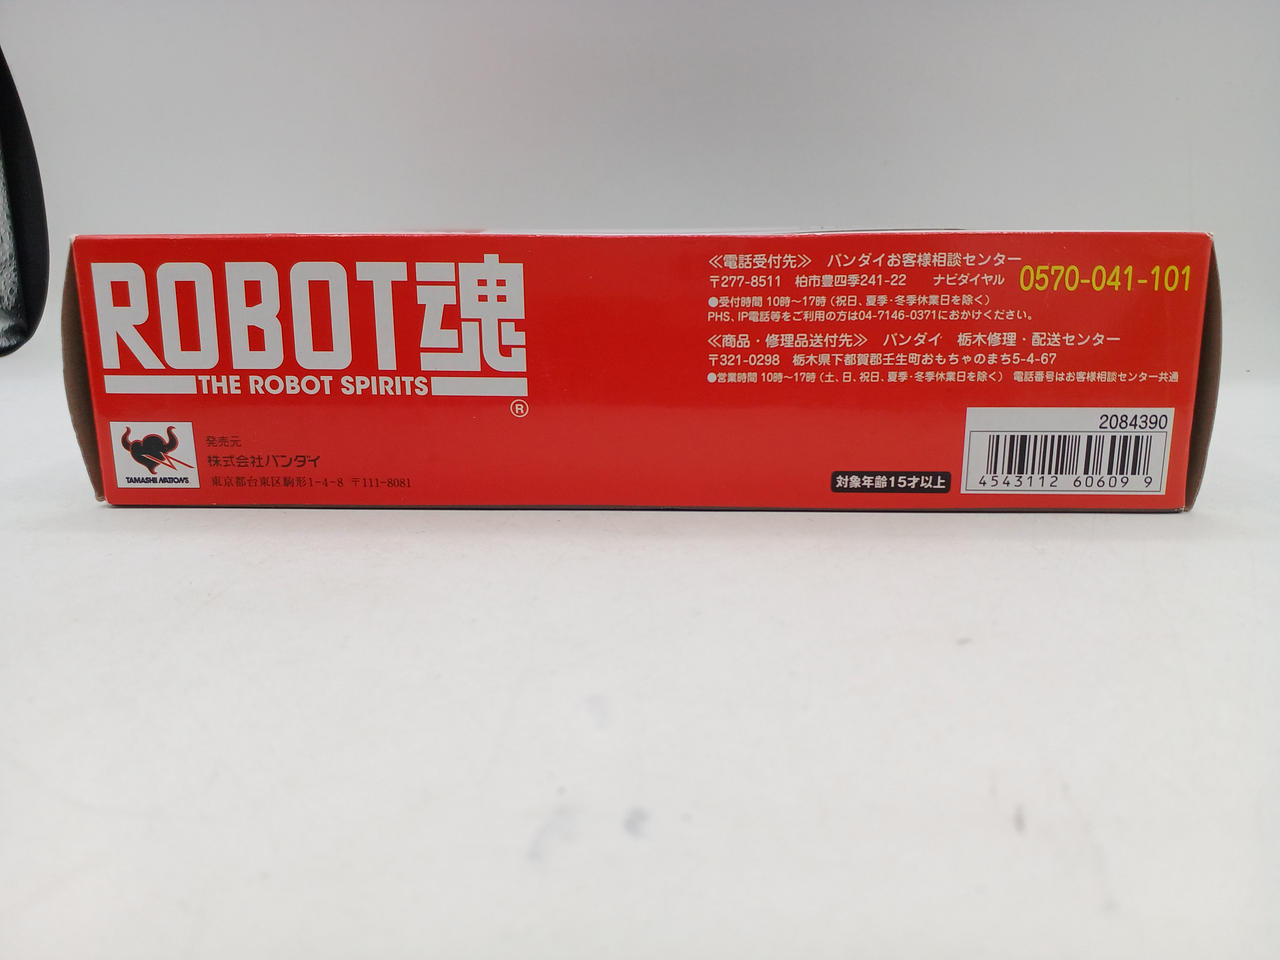 ROBOT魂
THE ROBOT SPIRITS
®
TAMASHII NATIONS
発売元
株式会社バンダイ
東京都台東区駒形1-4-8 〒111-8081
≪電話受付先≫ バンダイお客様相談センター
〒277-8511 柏市豊四季241-22 ナビダイヤル 0570-041-101
●受付時間 10時〜17時 (祝日、夏季・冬季休業日を除く)
PHS、IP電話等をご利用の方は04-7146-0371におかけください。
≪商品・修理品送付先≫ バンダイ 栃木修理・配送センター
〒321-0298 栃木県下都賀郡壬生町おもちゃのまち5-4-67
●営業時間 10時〜17時 (土、日、祝日、夏季・冬季休業日を除く) 電話番号はお客様相談センター共通
対象年齢15才以上
2084390
4543112 60609 9